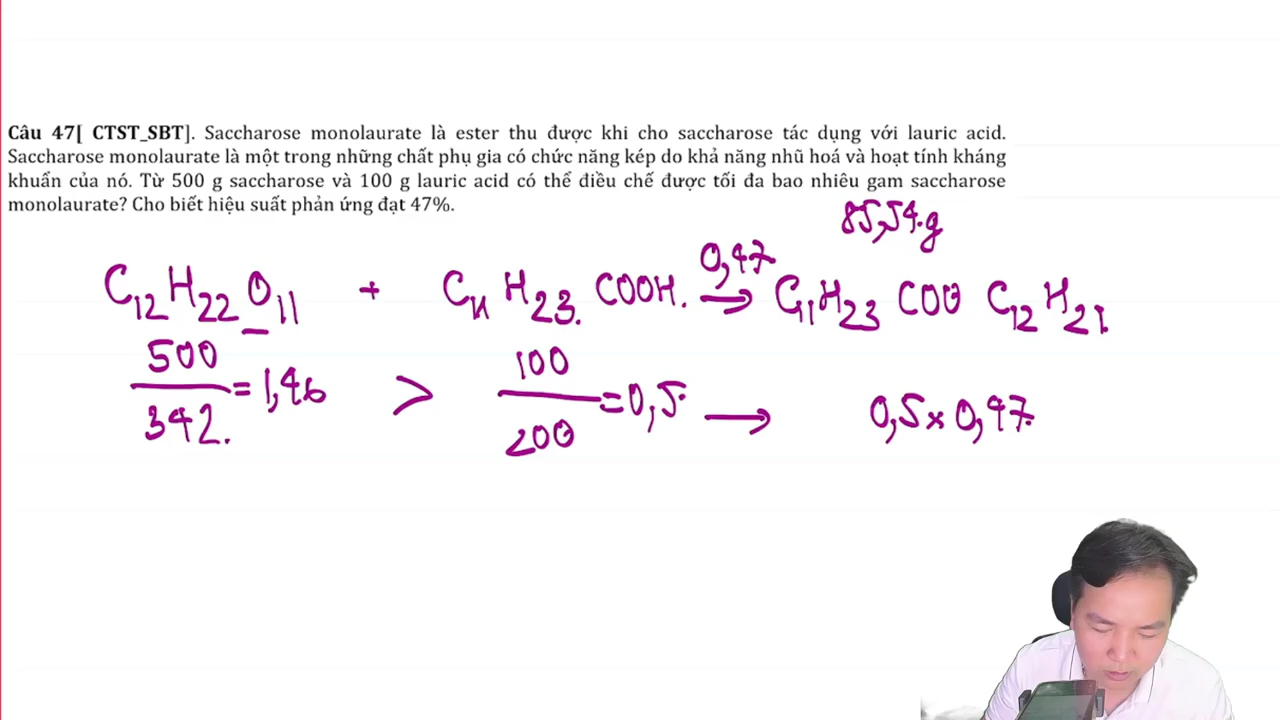 Câu 47[ CTST_SBT]. Saccharose monolaurate là ester thu được khi cho saccharose tác dụng với lauric acid.
Saccharose monolaurate là một trong những chất phụ gia có chức năng kép do khả năng nhũ hoá và hoạt tính kháng
khuẩn của nó. Từ 500 g saccharose và 100 g lauric acid có thể điều chế được tối đa bao nhiêu gam saccharose
monolaurate? Cho biết hiệu suất phản ứng đạt 47%.
85,54.g
C12H22O11 + C11H23.COOH. 0,47 → C11H23COO C12H21.
500/342. = 1,46 > 100/200 = 0,5. → 0,5 x 0,47.